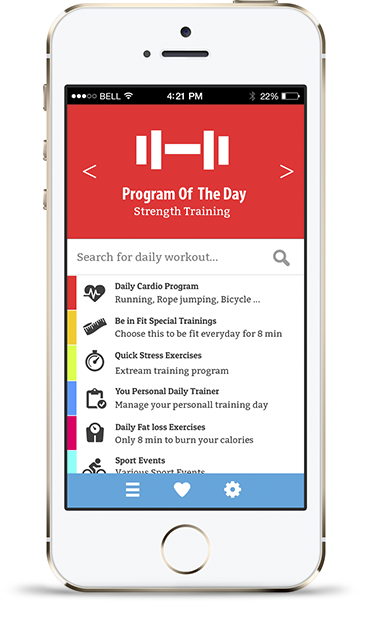 BELL 4:21 PM 22%
Program Of The Day
Strength Training
Search for daily workout...
Daily Cardio Program
Running, Rope jumping, Bicycle ...
Be in Fit Special Trainings
Choose this to be fit everyday for 8 min
Quick Stress Exercises
Extream training program
You Personal Daily Trainer
Manage your personall training day
Daily Fat loss Exercises
Only 8 min to burn your calories
Sport Events
Various Sport Events